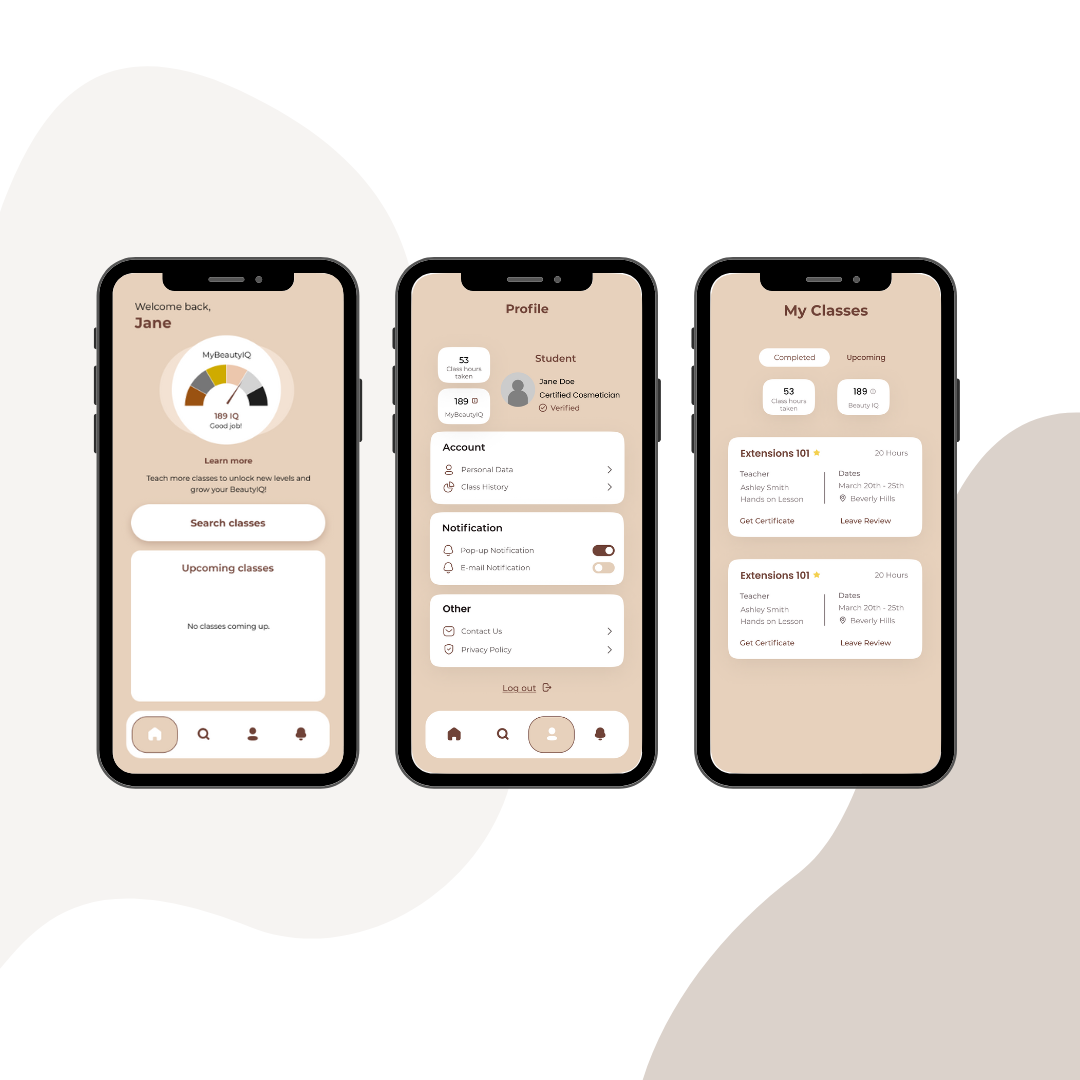 Welcome back,
Jane
MyBeautyIQ
189 IQ
Good job!
Learn more
Teach more classes to unlock new levels and
grow your BeautyIQ!
Search classes
Upcoming classes
No classes coming up.
Profile
53
Class hours
taken
189
MyBeautyIQ
Student
Jane Doe
Certified Cosmetician
Verified
Account
Personal Data
Class History
Notification
Pop-up Notification
E-mail Notification
Other
Contact Us
Privacy Policy
Log out
My Classes
Completed
Upcoming
53
Class hours
taken
189
Beauty IQ
Extensions 101
20 Hours
Teacher
Ashley Smith
Hands on Lesson
Dates
March 20th - 25th
Beverly Hills
Get Certificate
Leave Review
Extensions 101
20 Hours
Teacher
Ashley Smith
Hands on Lesson
Dates
March 20th - 25th
Beverly Hills
Get Certificate
Leave Review